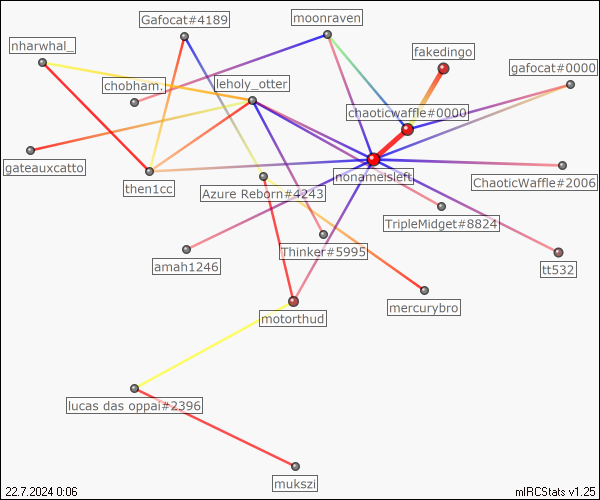 Gafocat#4189
moonraven
nharwhal_
fakedingo
gafocat#0000
chobham.
leholy_otter
chaoticwaffle#0000
gateauxcatto
then1cc
nonameisleft
ChaoticWaffle#2006
Azure Reborn#4243
TripleMidget#8824
Thinker#5995
amah1246
tt532
mercurybro
motorthud
lucas das oppai#2396
mukszi
22.7.2024 0:06
mIRCStats v1.25